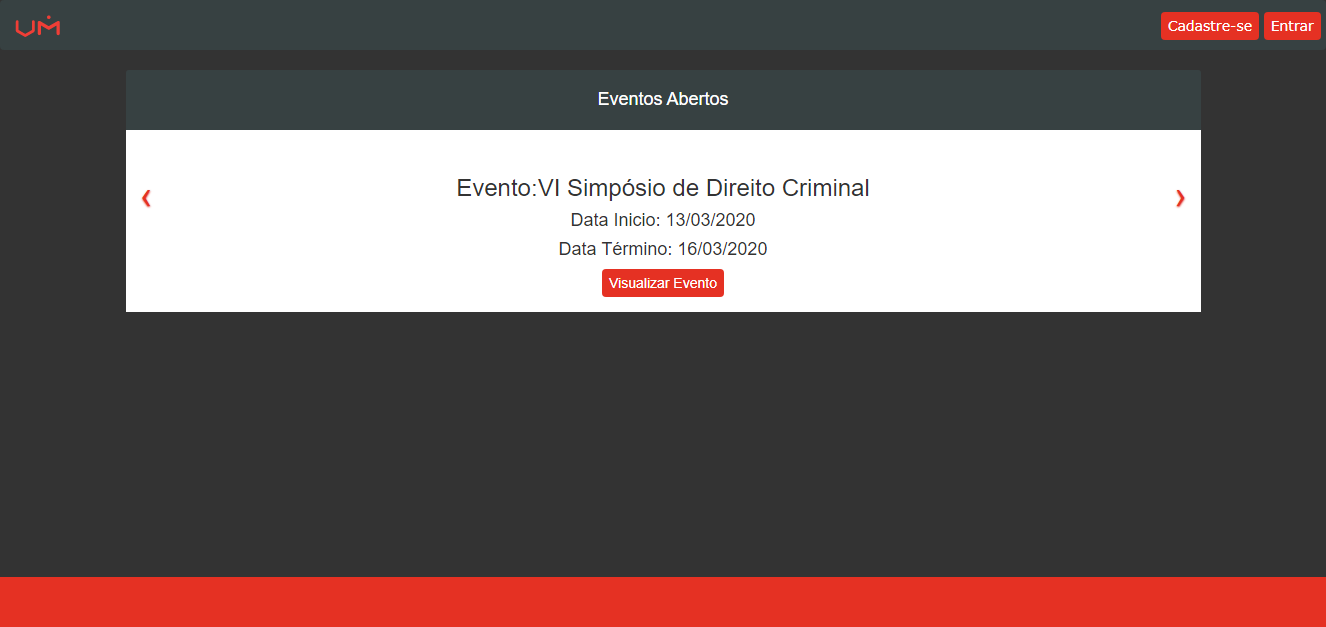 UM
Cadastre-se Entrar
Eventos Abertos
Evento:VI Simpósio de Direito Criminal
Data Inicio: 13/03/2020
Data Término: 16/03/2020
Visualizar Evento